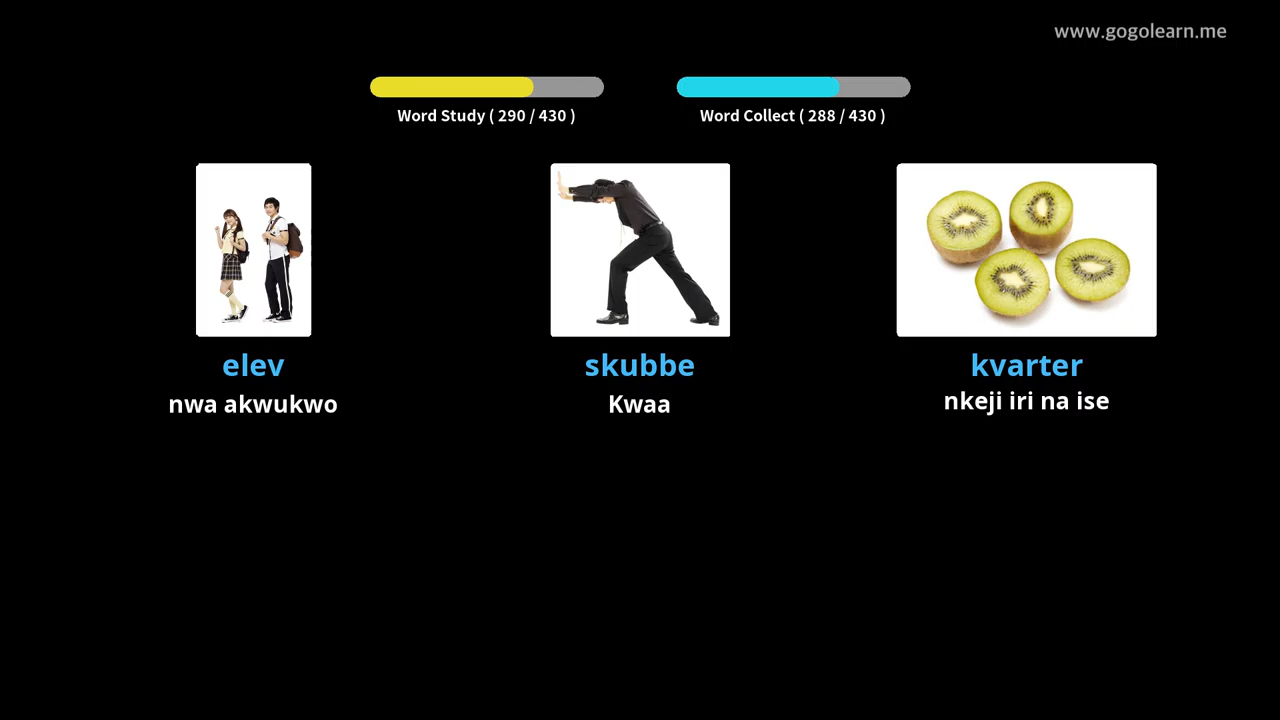 www.gogolearn.me
Word Study ( 290 / 430 )
Word Collect ( 288 / 430 )
elev
skubbe
kvarter
nwa akwukwo
Kwaa
nkeji iri na ise